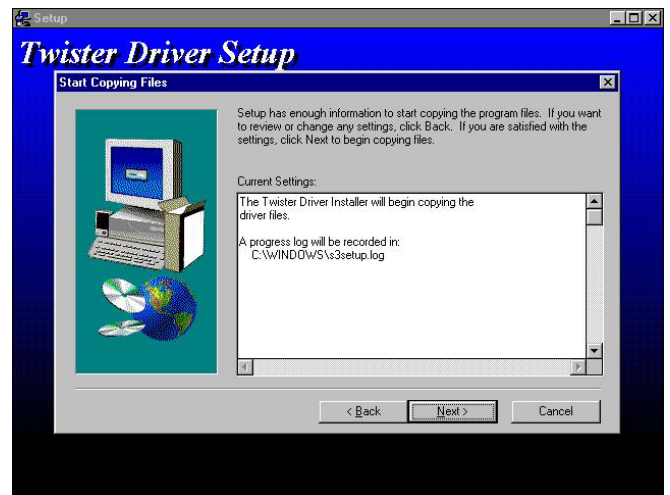 Setup
Twister Driver Setup
Start Copying Files
Setup has enough information to start copying the program files. If you want
to review or change any settings, click Back. If you are satisfied with the
settings, click Next to begin copying files.
Current Settings:
The Twister Driver Installer will begin copying the
driver files.
A progress log will be recorded in:
C:\WINDOWS\s3setup.log
< Back
Next >
Cancel